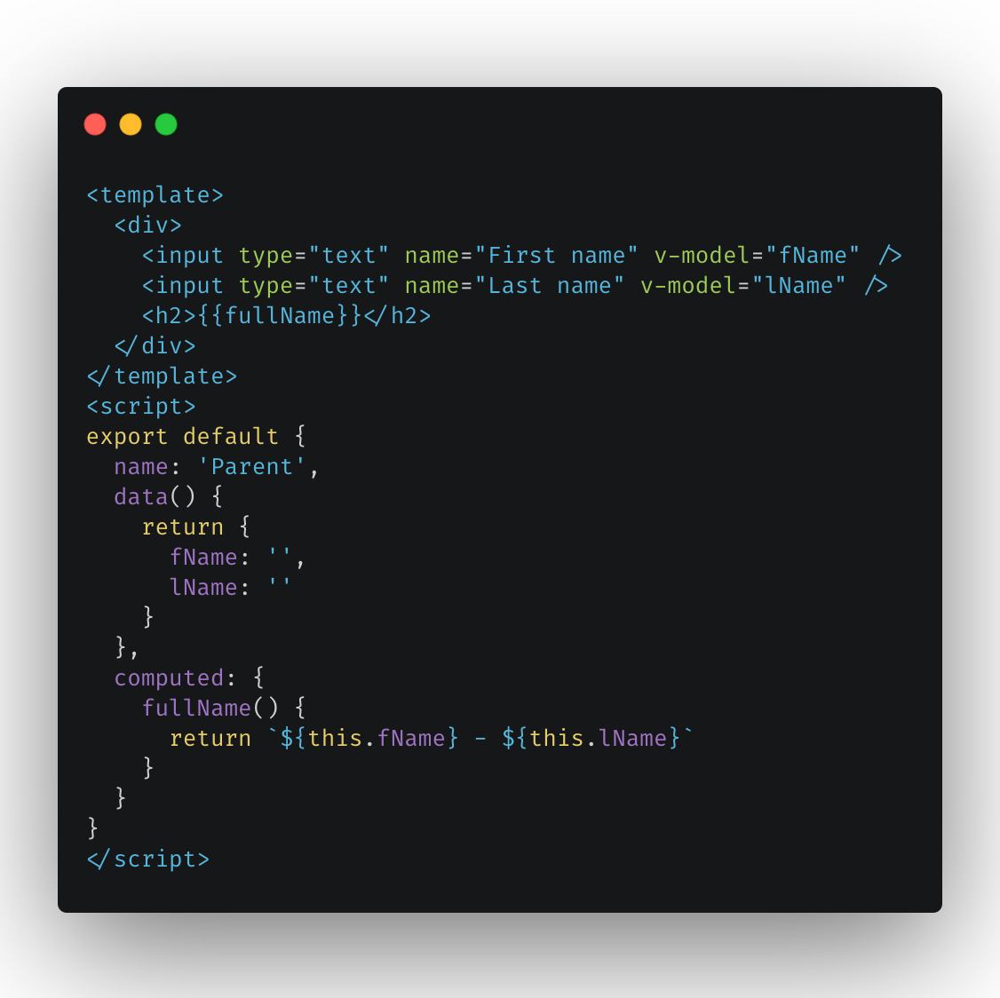 <template>
  <div>
    <input type="text" name="First name" v-model="fName" />
    <input type="text" name="Last name" v-model="lName" />
    <h2>{{fullName}}</h2>
  </div>
</template>
<script>
export default {
  name: 'Parent',
  data() {
    return {
      fName: '',
      lName: ''
    }
  },
  computed: {
    fullName() {
      return `${this.fName} - ${this.lName}`
    }
  }
}
</script>